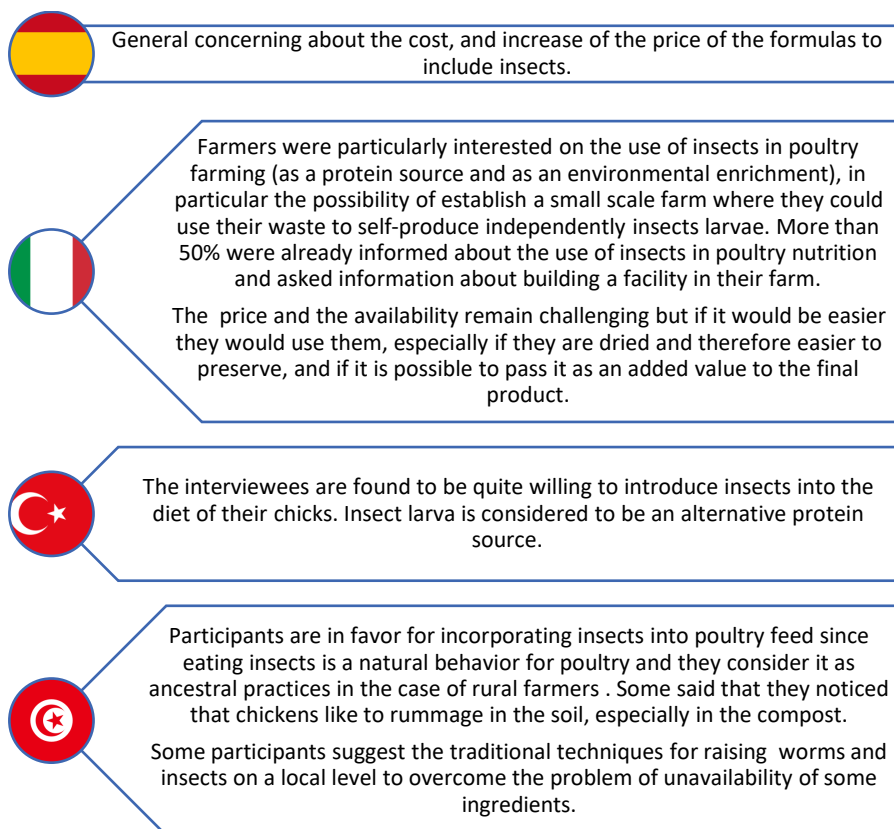 General concerning about the cost, and increase of the price of the formulas to
include insects.
Farmers were particularly interested on the use of insects in poultry
farming (as a protein source and as an environmental enrichment), in
particular the possibility of establish a small scale farm where they could
use their waste to self-produce independently insects larvae. More than
50% were already informed about the use of insects in poultry nutrition
and asked information about building a facility in their farm.
The price and the availability remain challenging but if it would be easier
they would use them, especially if they are dried and therefore easier to
preserve, and if it is possible to pass it as an added value to the final
product.
The interviewees are found to be quite willing to introduce insects into the
diet of their chicks. Insect larva is considered to be an alternative protein
source.
Participants are in favor for incorporating insects into poultry feed since
eating insects is a natural behavior for poultry and they consider it as
ancestral practices in the case of rural farmers . Some said that they noticed
that chickens like to rummage in the soil, especially in the compost.
Some participants suggest the traditional techniques for raising worms and
insects on a local level to overcome the problem of unavailability of some
ingredients.